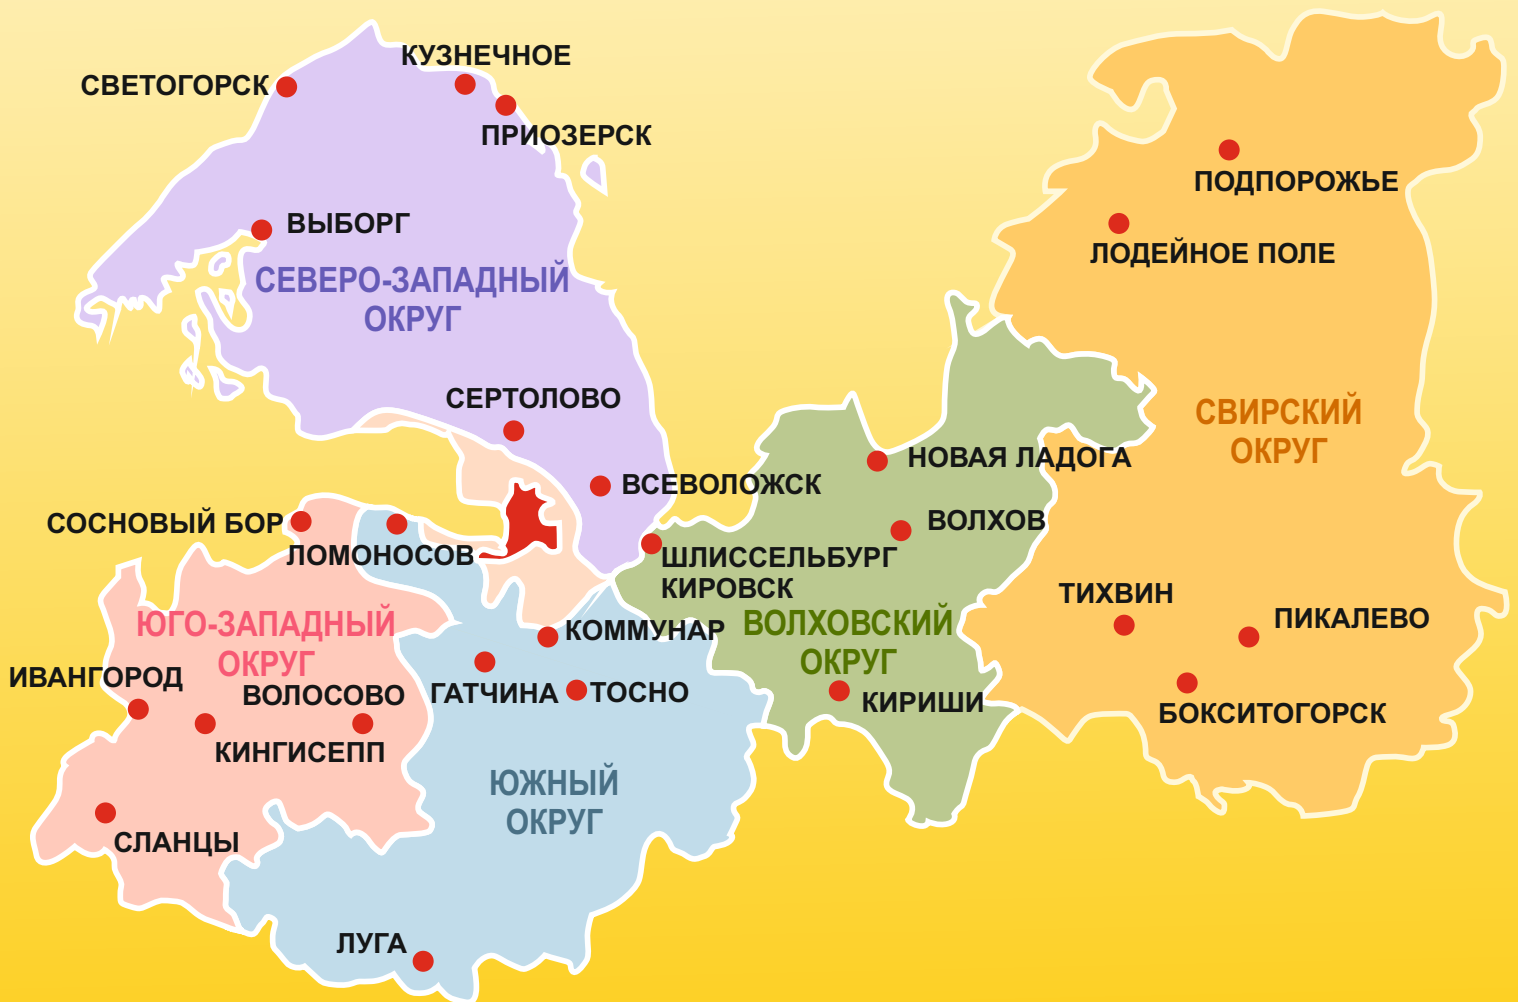 КУЗНЕЧНОЕ
СВЕТОГОРСК
ПРИОЗЕРСК
ПОДПОРОЖЬЕ
ВЫБОРГ
ЛОДЕЙНОЕ ПОЛЕ
СЕВЕРО-ЗАПАДНЫЙ
ОКРУГ
СЕРТОЛОВО
СВИРСКИЙ
ОКРУГ
НОВАЯ ЛАДОГА
ВСЕВОЛОЖСК
ВОЛХОВ
СОСНОВЫЙ БОР
ЛОМОНОСОВ
ШЛИССЕЛЬБУРГ
КИРОВСК
ТИХВИН
ПИКАЛЕВО
ЮГО-ЗАПАДНЫЙ
ОКРУГ
КОММУНАР
ВОЛХОВСКИЙ
ОКРУГ
ИВАНГОРОД
ВОЛОСОВО
ГАТЧИНА
ТОСНО
КИРИШИ
БОКСИТОГОРСК
КИНГИСЕПП
ЮЖНЫЙ
ОКРУГ
СЛАНЦЫ
ЛУГА